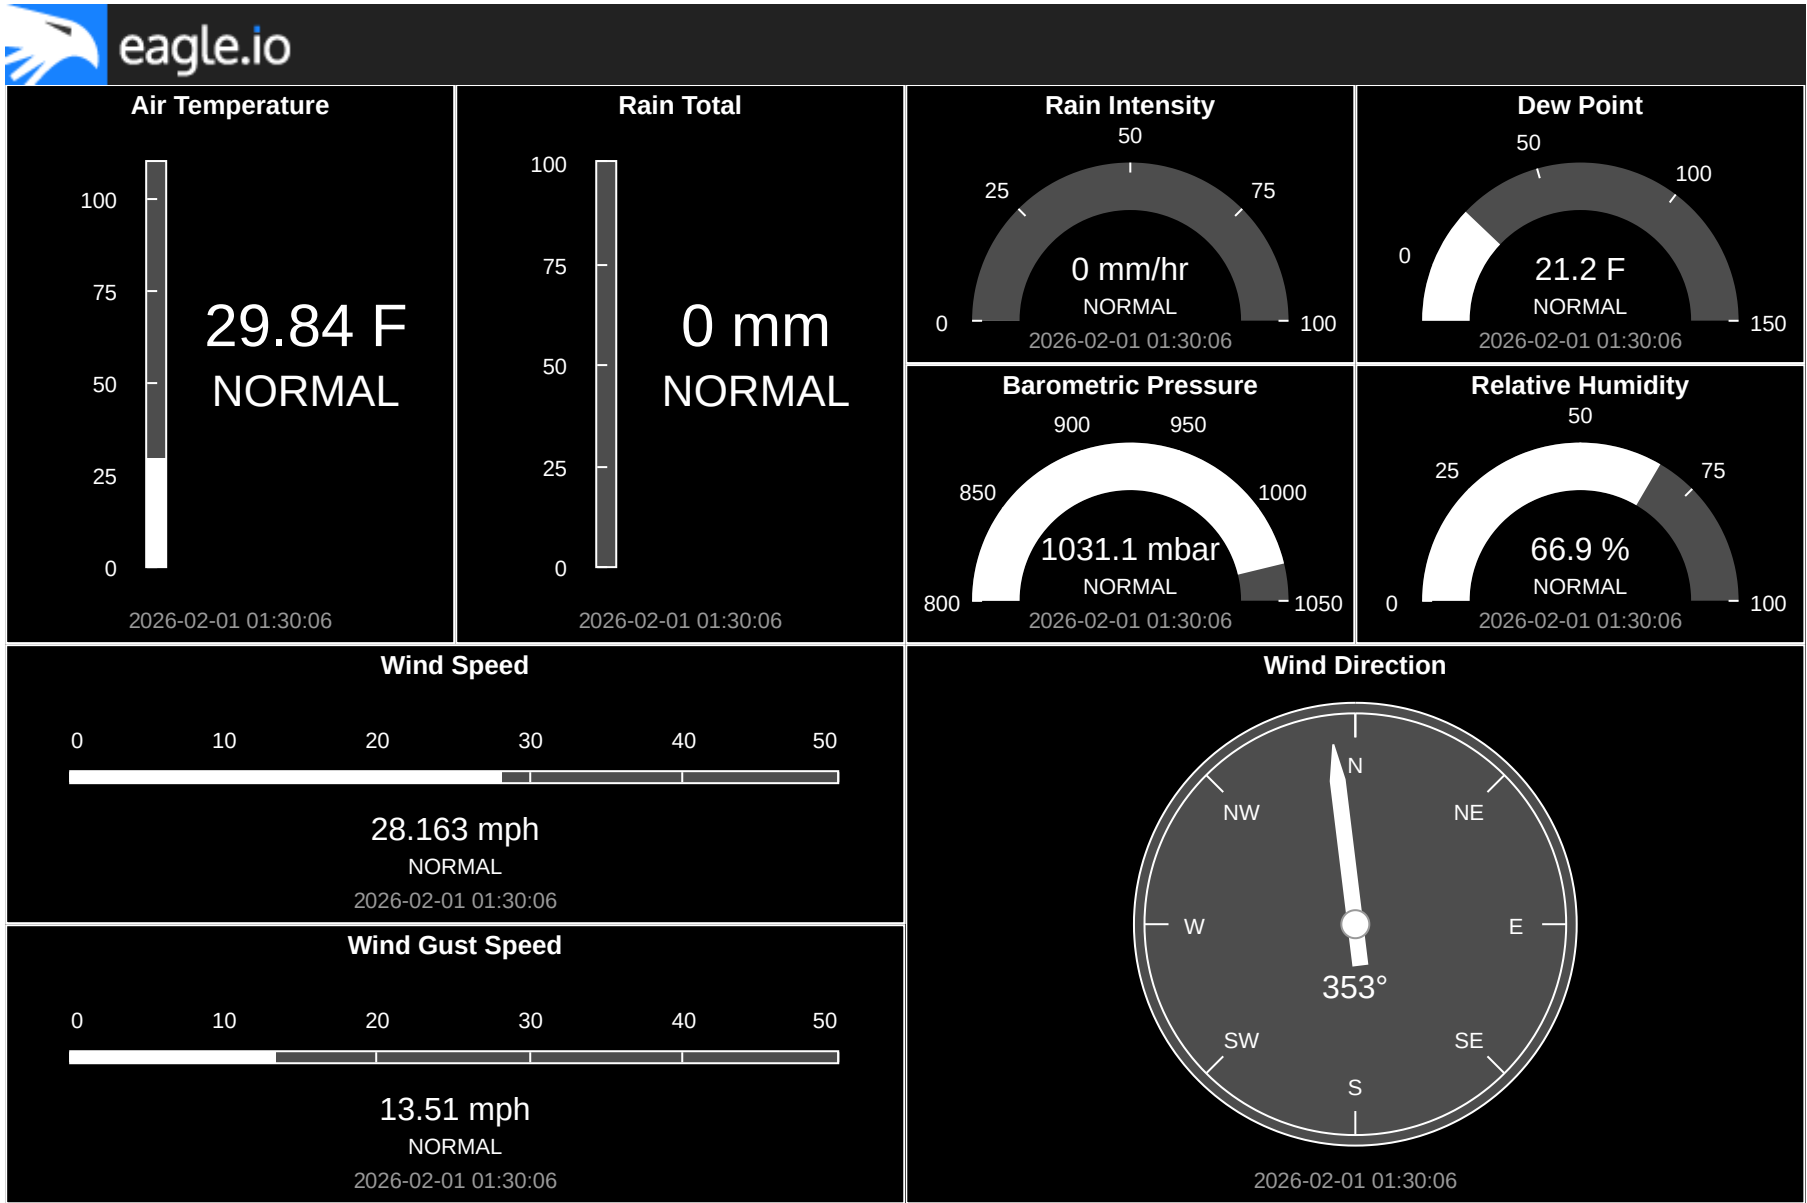 eagle.io
Air Temperature
100
75
50
25
0
29.84 F
NORMAL
2026-02-01 01:30:06
Rain Total
100
75
50
25
0
0 mm
NORMAL
2026-02-01 01:30:06
Rain Intensity
50
25
75
0
100
0 mm/hr
NORMAL
2026-02-01 01:30:06
Dew Point
50
100
0
150
21.2 F
NORMAL
2026-02-01 01:30:06
Barometric Pressure
900
950
850
1000
800
1050
1031.1 mbar
NORMAL
2026-02-01 01:30:06
Relative Humidity
50
25
75
0
100
66.9 %
NORMAL
2026-02-01 01:30:06
Wind Speed
0 10 20 30 40 50
28.163 mph
NORMAL
2026-02-01 01:30:06
Wind Gust Speed
0 10 20 30 40 50
13.51 mph
NORMAL
2026-02-01 01:30:06
Wind Direction
N
NW NE
W E
353°
SW SE
S
2026-02-01 01:30:06